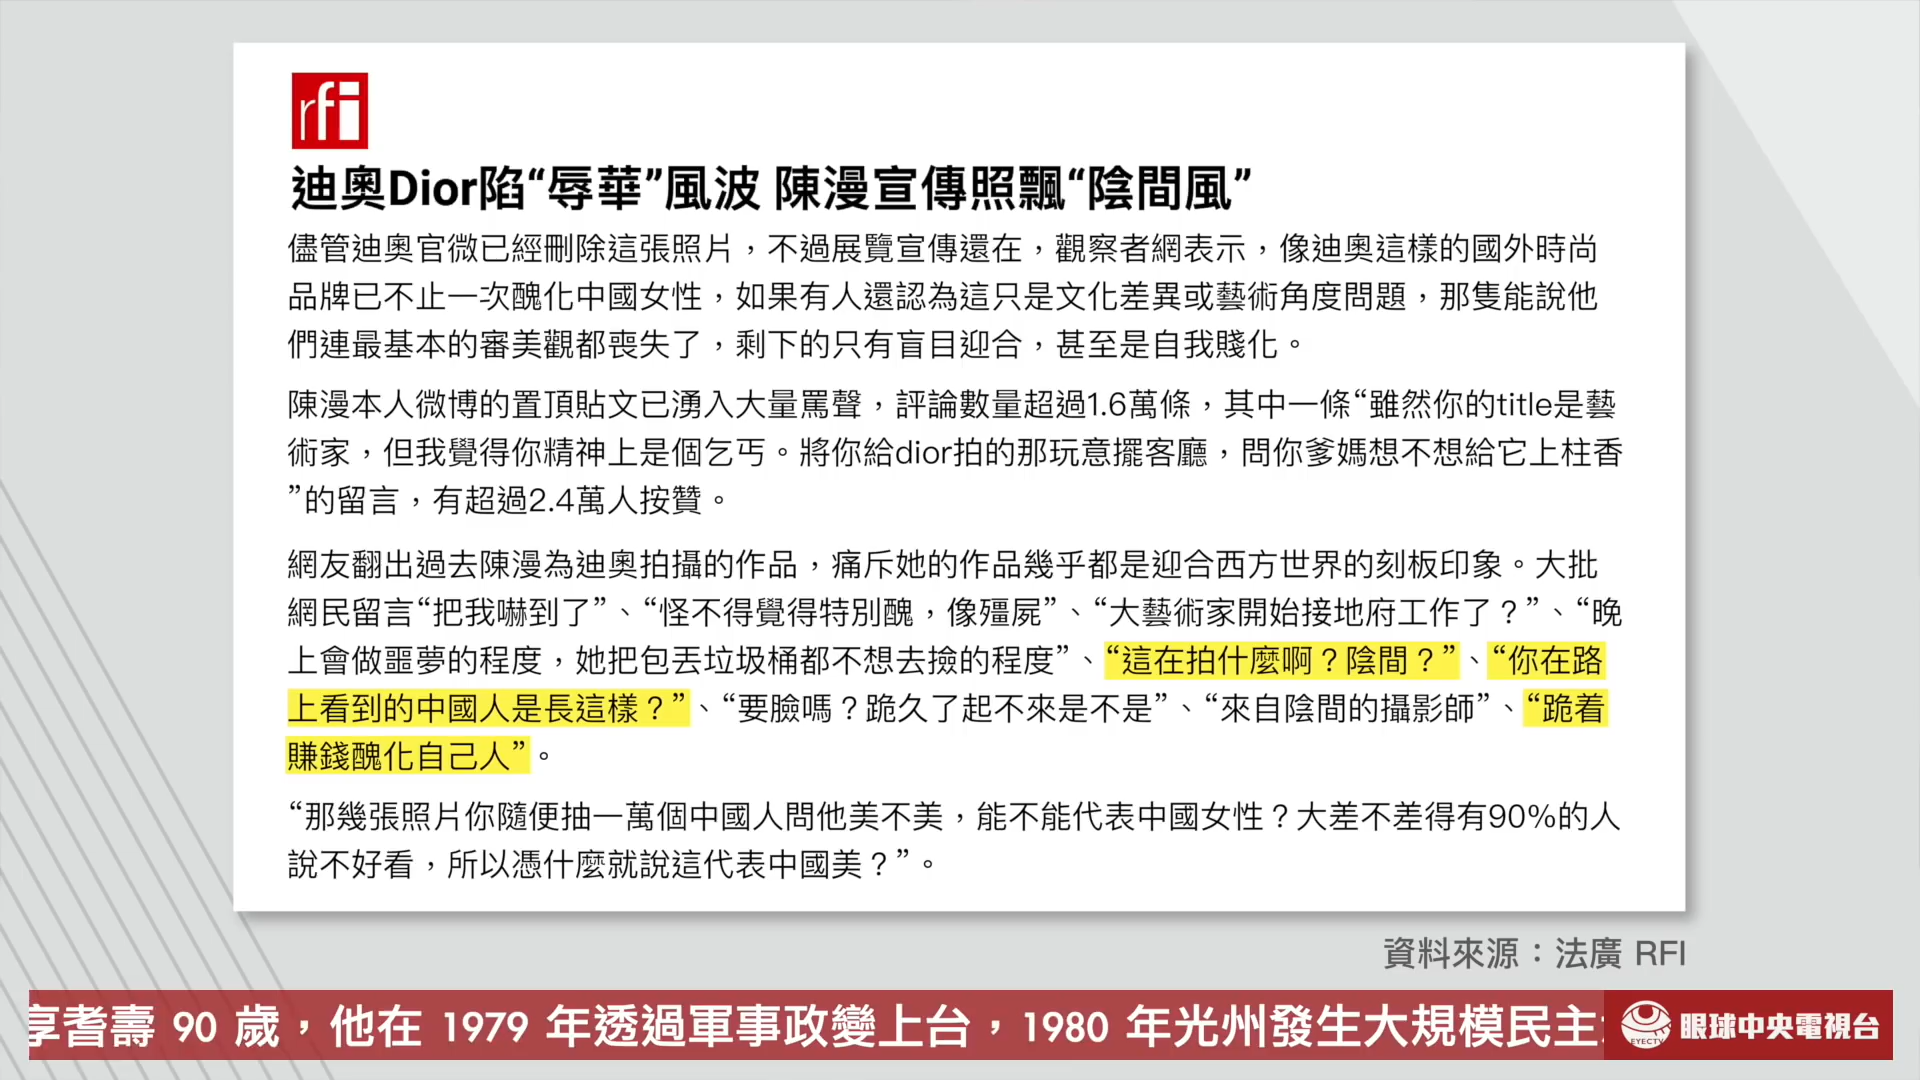 rfi
迪奧Dior陷“辱華”風波 陳漫宣傳照飄“陰間風”
儘管迪奧官微已經刪除這張照片，不過展覽宣傳還在，觀察者網表示，像迪奧這樣的國外時尚
品牌已不止一次醜化中國女性，如果有人還認為這只是文化差異或藝術角度問題，那隻能說他
們連最基本的審美觀都喪失了，剩下的只有盲目迎合，甚至是自我賤化。
陳漫本人微博的置頂貼文已湧入大量罵聲，評論數量超過1.6萬條，其中一條“雖然你的title是藝
術家，但我覺得你精神上是個乞丐。將你給dior拍的那玩意擺客廳，問你爹媽想不想給它上柱香
”的留言，有超過2.4萬人按贊。
網友翻出過去陳漫為迪奧拍攝的作品，痛斥她的作品幾乎都是迎合西方世界的刻板印象。大批
網民留言“把我嚇到了”、“怪不得覺得特別醜，像殭屍”、“大藝術家開始接地府工作了？”、“晚
上會做噩夢的程度，她把包丟垃圾桶都不想去撿的程度”、“這在拍什麼啊？陰間？”、“你在路
上看到的中國人是長這樣？”、“要臉嗎？跪久了起不來是不是”、“來自陰間的攝影師”、“跪着
賺錢醜化自己人”。
“那幾張照片你隨便抽一萬個中國人問他美不美，能不能代表中國女性？大差不差得有90%的人
說不好看，所以憑什麼就說這代表中國美？”。
資料來源：法廣 RFI
享耆壽 90 歲，他在 1979 年透過軍事政變上台，1980 年光州發生大規模民主
EYECTV
眼球中央電視台